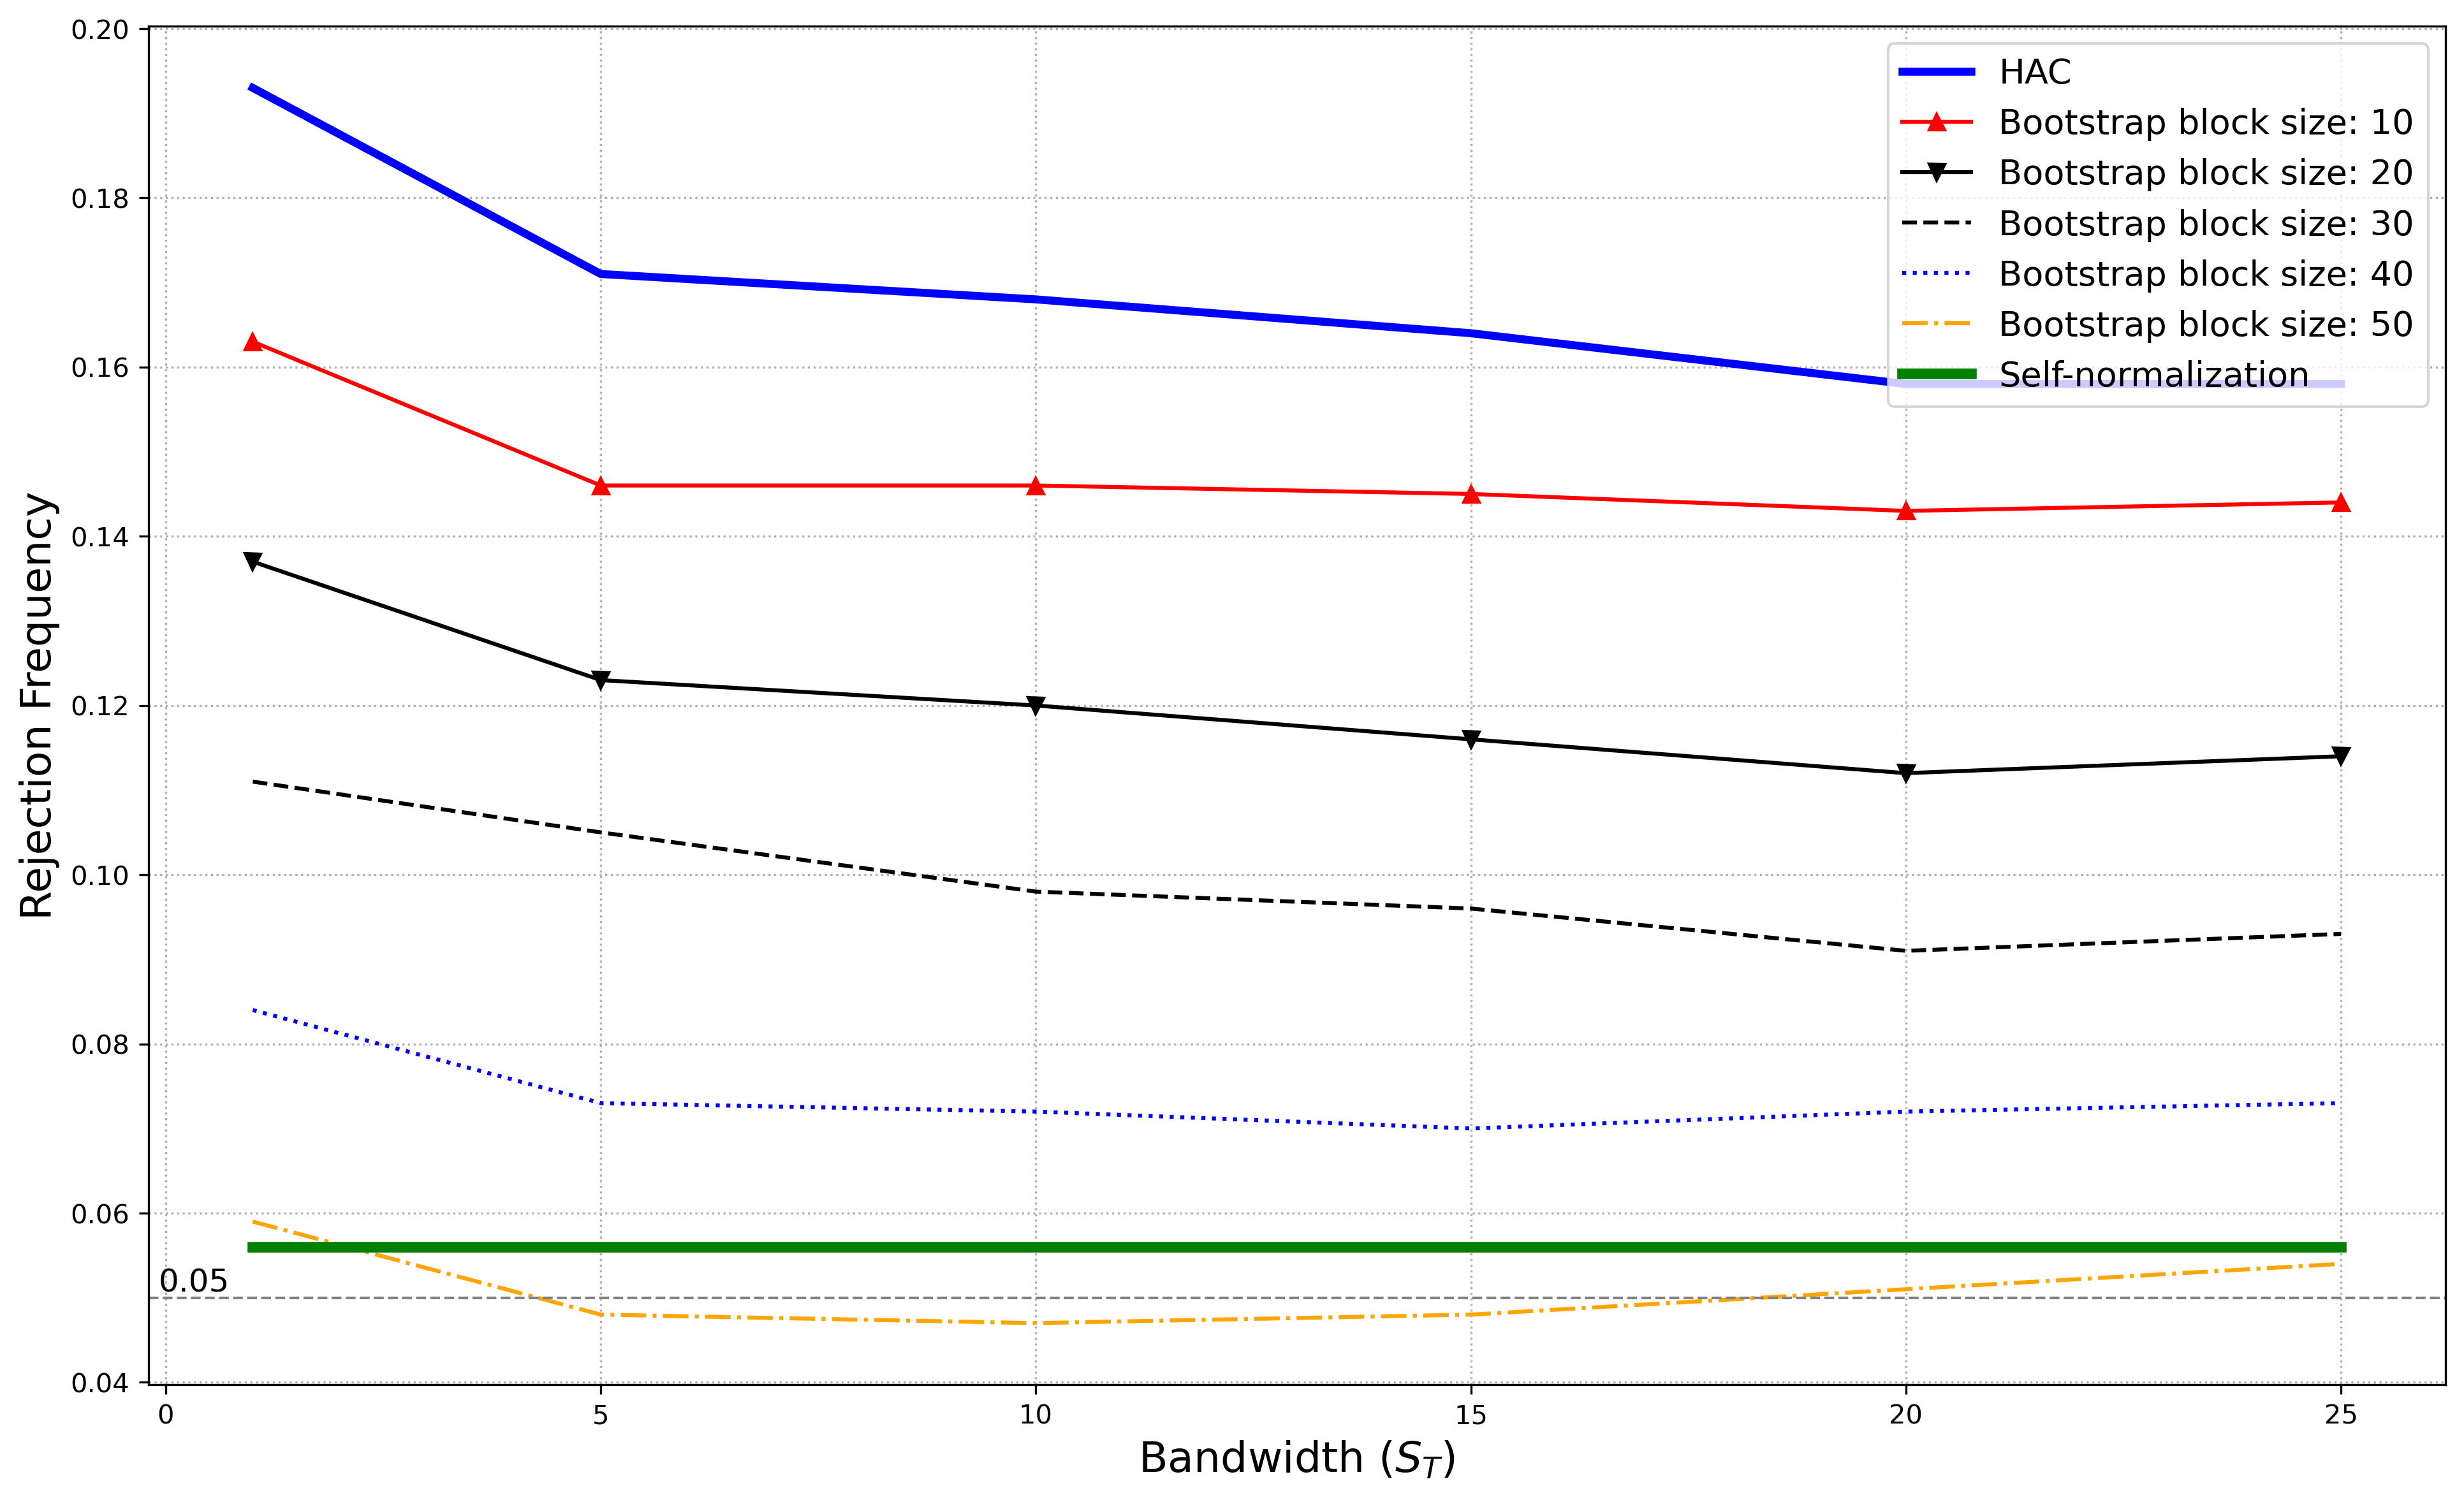 0.20
0.18
0.16
0.14
0.12
0.10
0.08
0.06
0.04
Rejection Frequency
HAC
Bootstrap block size: 10
Bootstrap block size: 20
Bootstrap block size: 30
Bootstrap block size: 40
Bootstrap block size: 50
Self-normalization
0.05
0 5 10 15 20 25
Bandwidth ($S_T$)